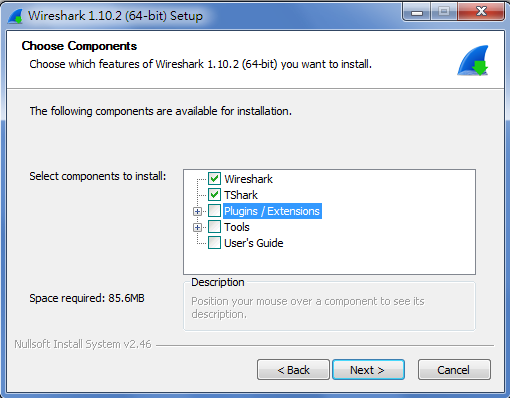 Wireshark 1.10.2 (64-bit) Setup
Choose Components
Choose which features of Wireshark 1.10.2 (64-bit) you want to install.
The following components are available for installation.
Select components to install:
Wireshark
TShark
Plugins / Extensions
Tools
User's Guide
Space required: 85.6MB
Description
Position your mouse over a component to see its
description.
Nullsoft Install System v2.46
< Back
Next >
Cancel